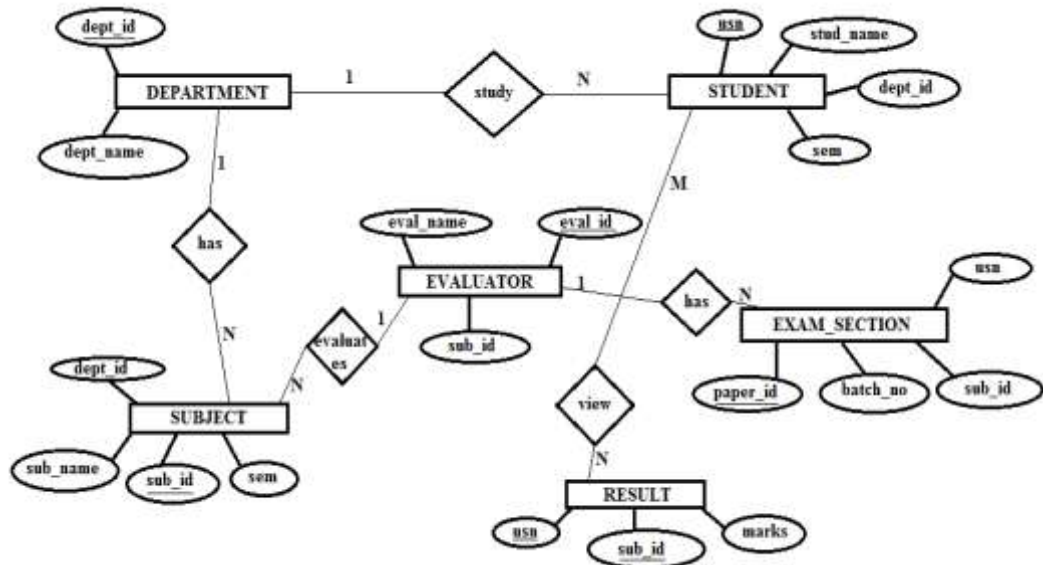 dept_id
usn
stud_name
DEPARTMENT
1
study
N
STUDENT
dept_id
dept_name
sem
1
M
has
eval_name
eval_id
usn
EVALUATOR
1
has
N
EXAM_SECTION
N
evaluat
es
1
sub_id
dept_id
N
paper_id
batch_no
sub_id
SUBJECT
view
sub_name
sub_id
sem
N
RESULT
usn
sub_id
marks